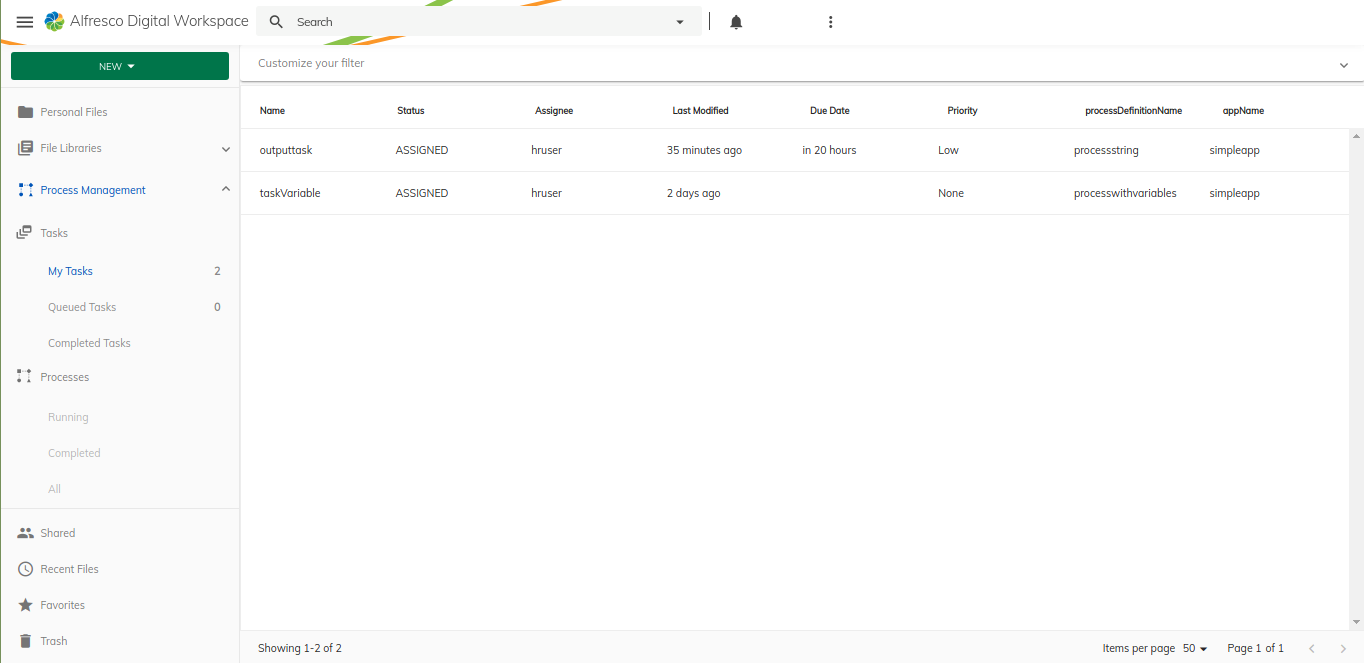 Alfresco Digital Workspace
Search
NEW
Customize your filter
Personal Files
File Libraries
Process Management
Tasks
My Tasks 2
Queued Tasks 0
Completed Tasks
Processes
Running
Completed
All
Shared
Recent Files
Favorites
Trash
Name Status Assignee Last Modified Due Date Priority processDefinitionName appName
outputtask ASSIGNED hruser 35 minutes ago in 20 hours Low processstring simpleapp
taskVariable ASSIGNED hruser 2 days ago None processwithvariables simpleapp
Showing 1-2 of 2 Items per page 50 Page 1 of 1